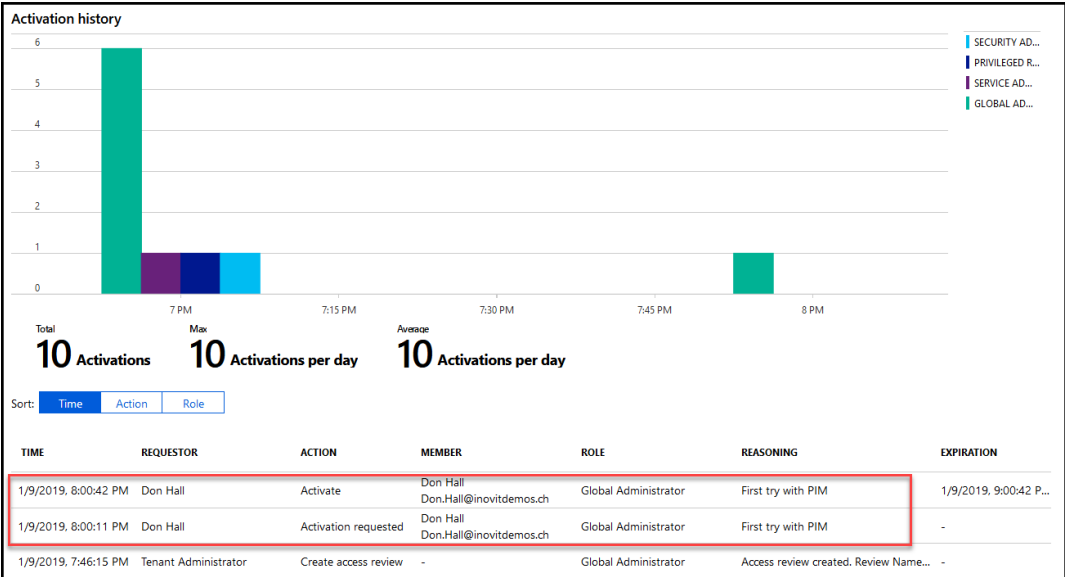 Activation history
6
5
4
3
2
1
0
7 PM 7:15 PM 7:30 PM 7:45 PM 8 PM
SECURITY AD...
PRIVILEGED R...
SERVICE AD...
GLOBAL AD...
Total Max Average
10 Activations 10 Activations per day 10 Activations per day
Sort: Time Action Role
TIME REQUESTOR ACTION MEMBER ROLE REASONING EXPIRATION
1/9/2019, 8:00:42 PM Don Hall Activate Don Hall Global Administrator First try with PIM 1/9/2019, 9:00:42 P...
Don.Hall@inovitdemos.ch
1/9/2019, 8:00:11 PM Don Hall Activation requested Don Hall Global Administrator First try with PIM -
Don.Hall@inovitdemos.ch
1/9/2019, 7:46:15 PM Tenant Administrator Create access review - Global Administrator Access review created. Review Name... -